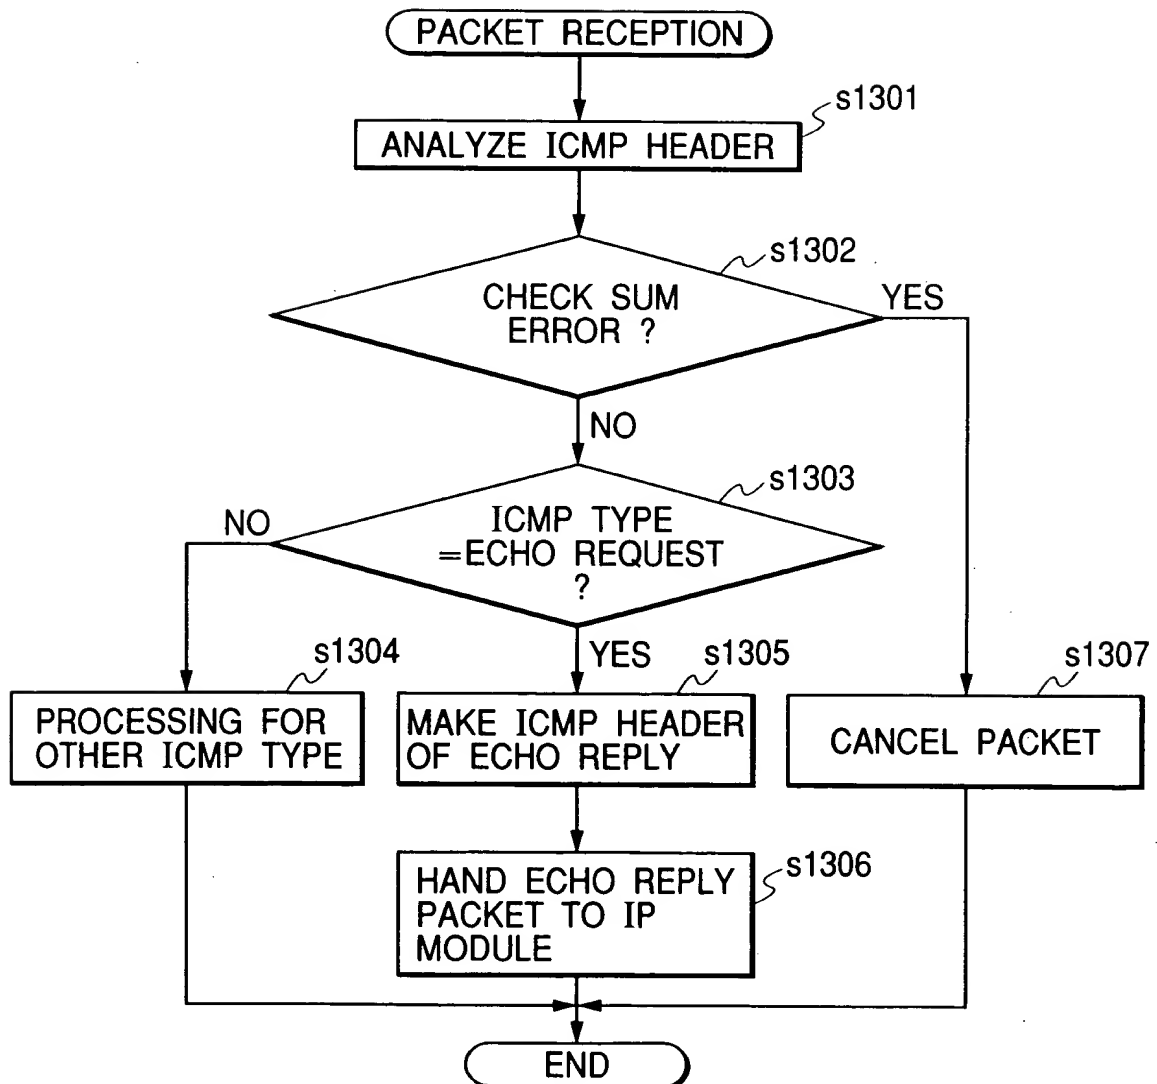 PACKET RECEPTION
s1301
ANALYZE ICMP HEADER
s1302
CHECK SUM
ERROR ?
YES
NO
s1303
ICMP TYPE
=ECHO REQUEST
?
NO
YES
s1304
PROCESSING FOR
OTHER ICMP TYPE
s1305
MAKE ICMP HEADER
OF ECHO REPLY
s1307
CANCEL PACKET
s1306
HAND ECHO REPLY
PACKET TO IP
MODULE
END